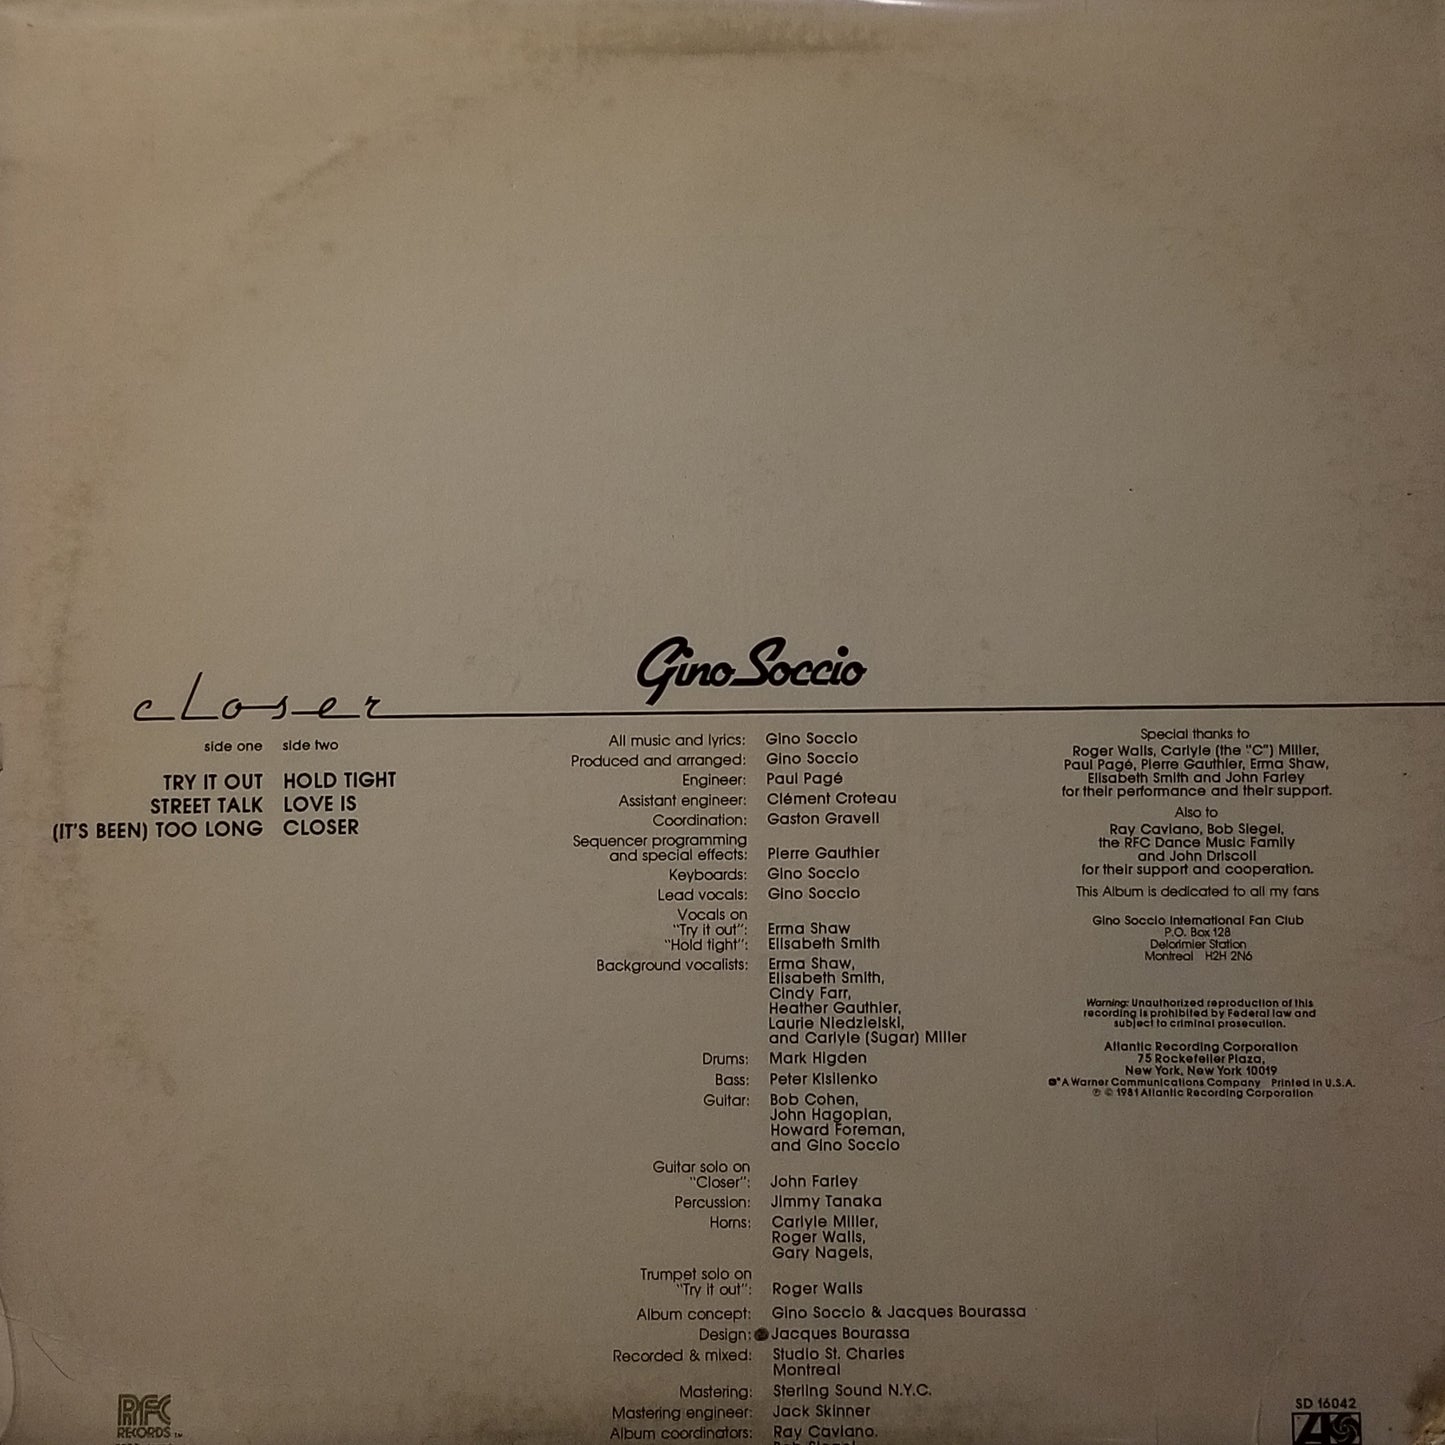 Gino Soccio
closer
side one side two
TRY IT OUT HOLD TIGHT
STREET TALK LOVE IS
(IT'S BEEN) TOO LONG CLOSER
All music and lyrics: Gino Soccio
Produced and arranged: Gino Soccio
Engineer: Paul Pagé
Assistant engineer: Clément Croteau
Coordination: Gaston Gravell
Sequencer programming
and special effects: Pierre Gauthier
Keyboards: Gino Soccio
Lead vocals: Gino Soccio
Vocals on
"Try it out": Erma Shaw
"Hold tight": Elisabeth Smith
Background vocalists: Erma Shaw,
Elisabeth Smith,
Cindy Farr,
Heather Gauthier,
Laurie Niedzielski,
and Carlyle (Sugar) Miller
Drums: Mark Higden
Bass: Peter Kisilenko
Guitar: Bob Cohen,
John Hagopian,
Howard Foreman,
and Gino Soccio
Guitar solo on
"Closer": John Farley
Percussion: Jimmy Tanaka
Horns: Carlyle Miller,
Roger Walls,
Gary Nagels,
Trumpet solo on
"Try it out": Roger Walls
Album concept: Gino Soccio & Jacques Bourassa
Design: Jacques Bourassa
Recorded & mixed: Studio St. Charles
Montreal
Mastering: Sterling Sound N.Y.C.
Mastering engineer: Jack Skinner
Album coordinators: Ray Caviano.
Special thanks to
Roger Walls, Carlyle (the "C") Miller,
Paul Pagé, Pierre Gauthier, Erma Shaw,
Elisabeth Smith and John Farley
for their performance and their support.
Also to
Ray Caviano, Bob Siegel,
the RFC Dance Music Family
and John Driscoll
for their support and cooperation.
This Album is dedicated to all my fans
Gino Soccio International Fan Club
P.O. Box 128
Delorimier Station
Montreal H2H 2N6
Warning: Unauthorized reproduction of this
recording is prohibited by Federal law and
subject to criminal prosecution.
Atlantic Recording Corporation
75 Rockefeller Plaza,
New York, New York 10019
A Warner Communications Company Printed in U.S.A.
℗ © 1981 Atlantic Recording Corporation
RFC
RECORDS TM
SD 16042